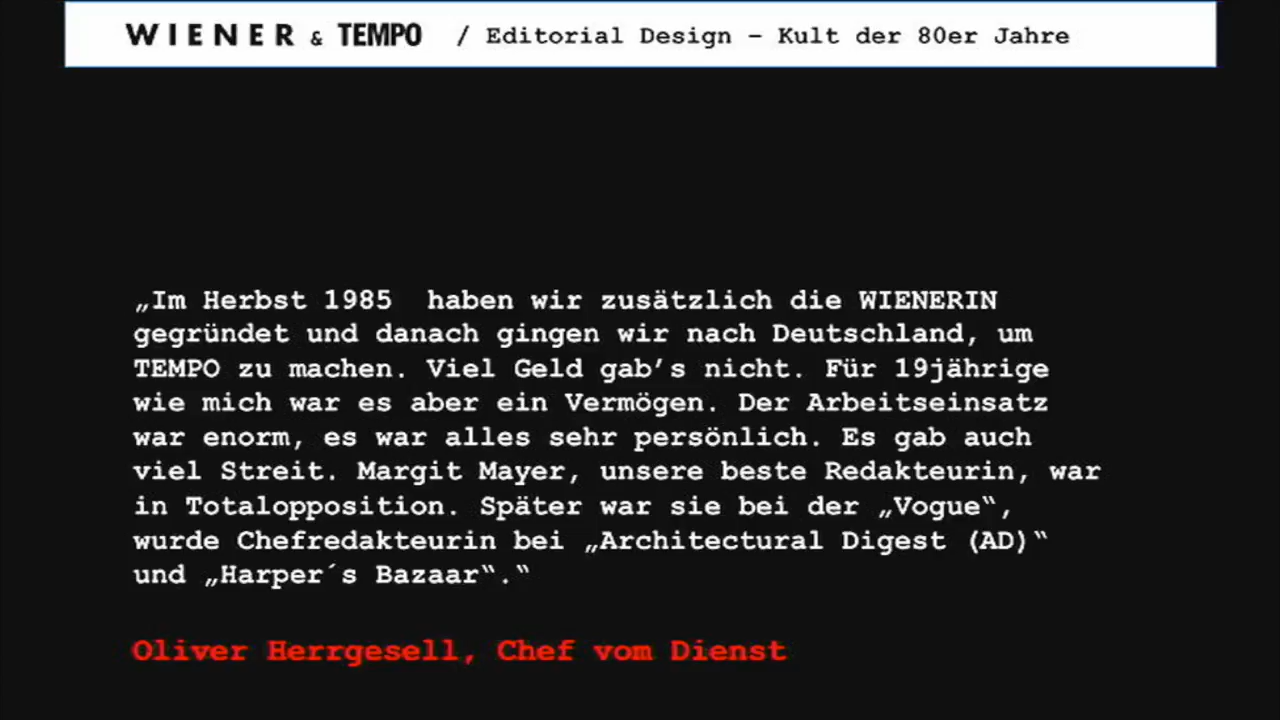 WIENER & TEMPO / Editorial Design – Kult der 80er Jahre
„Im Herbst 1985  haben wir zusätzlich die WIENERIN
gegründet und danach gingen wir nach Deutschland, um
TEMPO zu machen. Viel Geld gab’s nicht. Für 19jährige
wie mich war es aber ein Vermögen. Der Arbeitseinsatz
war enorm, es war alles sehr persönlich. Es gab auch
viel Streit. Margit Mayer, unsere beste Redakteurin, war
in Totalopposition. Später war sie bei der „Vogue“,
wurde Chefredakteurin bei „Architectural Digest (AD)“
und „Harper´s Bazaar“.“
Oliver Herrgesell, Chef vom Dienst